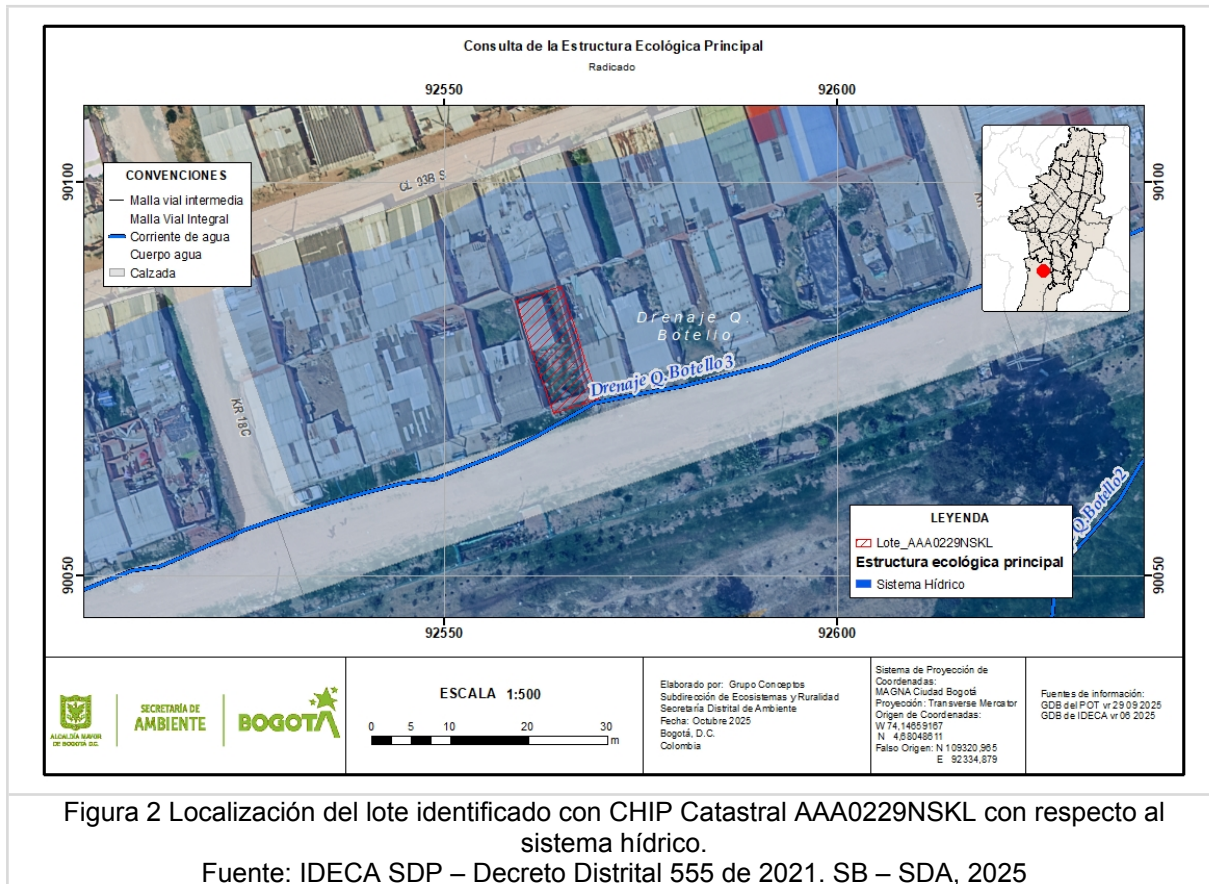 Consulta de la Estructura Ecológica Principal
Radicado
92550
92600
90100
90100
CONVENCIONES
Malla vial intermedia
Malla Vial Integral
Corriente de agua
Cuerpo agua
Calzada
CL 93B S
KR 18C
Drenaje Q
Botello
Drenaje Q.Botello 3
Q.Botello2
LEYENDA
Lote_AAA0229NSKL
Estructura ecológica principal
Sistema Hídrico
90050
90050
92550
92600
ALCALDÍA MAYOR
DE BOGOTÁ D.C.
SECRETARÍA DE
AMBIENTE
BOGOTÁ
ESCALA 1:500
0 5 10 20 30
m
Elaborado por: Grupo Conceptos
Subdirección de Ecosistemas y Ruralidad
Secretaría Distrital de Ambiente
Fecha: Octubre 2025
Bogotá, D.C.
Colombia
Sistema de Proyección de
Coordenadas:
MAGNA Ciudad Bogotá
Proyección: Transverse Mercator
Origen de Coordenadas:
W 74,14659167
N 4,68048611
Falso Origen: N 109320,965
E 92334,879
Fuentes de información:
GDB del POT vr 29 09 2025
GDB de IDECA vr 06 2025
Figura 2 Localización del lote identificado con CHIP Catastral AAA0229NSKL con respecto al
sistema hídrico.
Fuente: IDECA SDP – Decreto Distrital 555 de 2021. SB – SDA, 2025